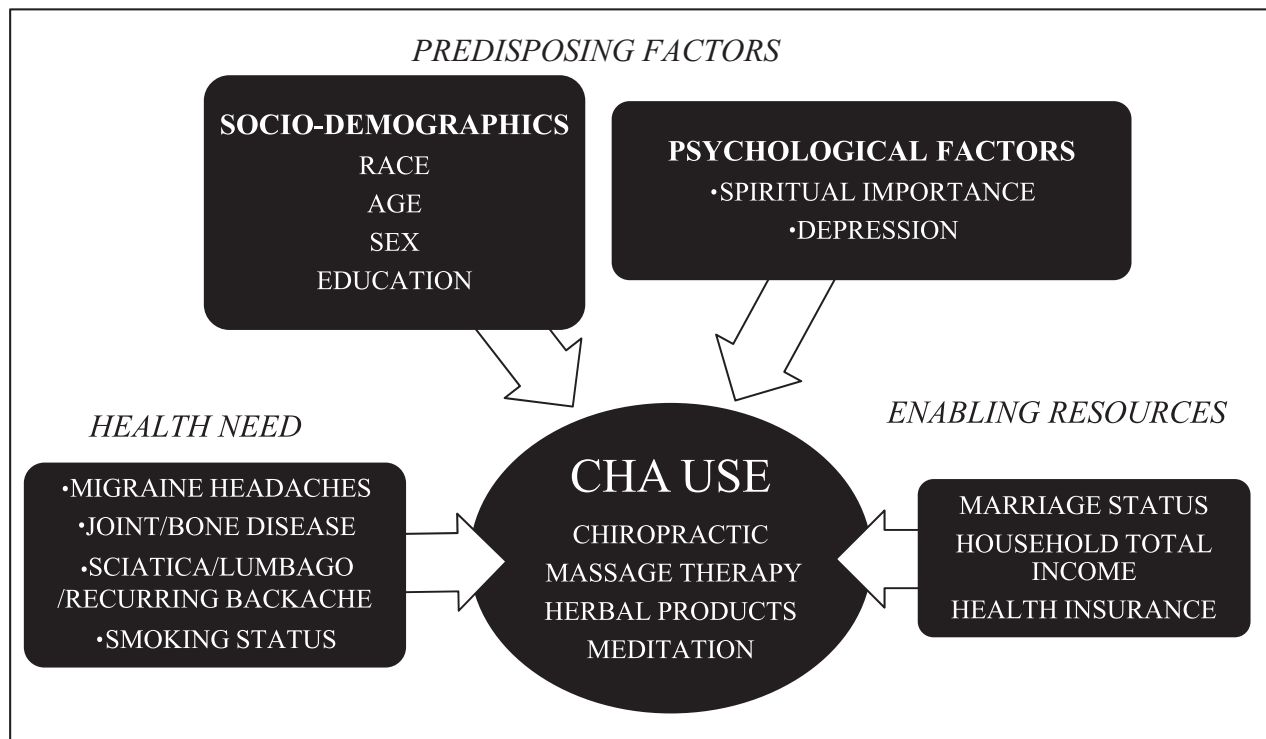 PREDISPOSING FACTORS
SOCIO-DEMOGRAPHICS
RACE
AGE
SEX
EDUCATION
PSYCHOLOGICAL FACTORS
•SPIRITUAL IMPORTANCE
•DEPRESSION
HEALTH NEED
•MIGRAINE HEADACHES
•JOINT/BONE DISEASE
•SCIATICA/LUMBAGO
/RECURRING BACKACHE
•SMOKING STATUS
CHA USE
CHIROPRACTIC
MASSAGE THERAPY
HERBAL PRODUCTS
MEDITATION
ENABLING RESOURCES
MARRIAGE STATUS
HOUSEHOLD TOTAL
INCOME
HEALTH INSURANCE